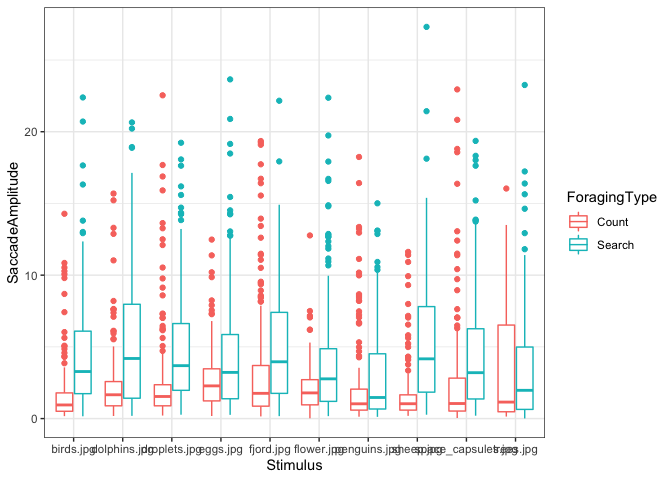 20
10
0
SaccadeAmplitude
birds.jpg dolphins.jpg droplets.jpg eggs.jpg fjord.jpg flower.jpg penguins.jpg sheep.jpg space_capsules.jpg trees.jpg
Stimulus
ForagingType
Count
Search